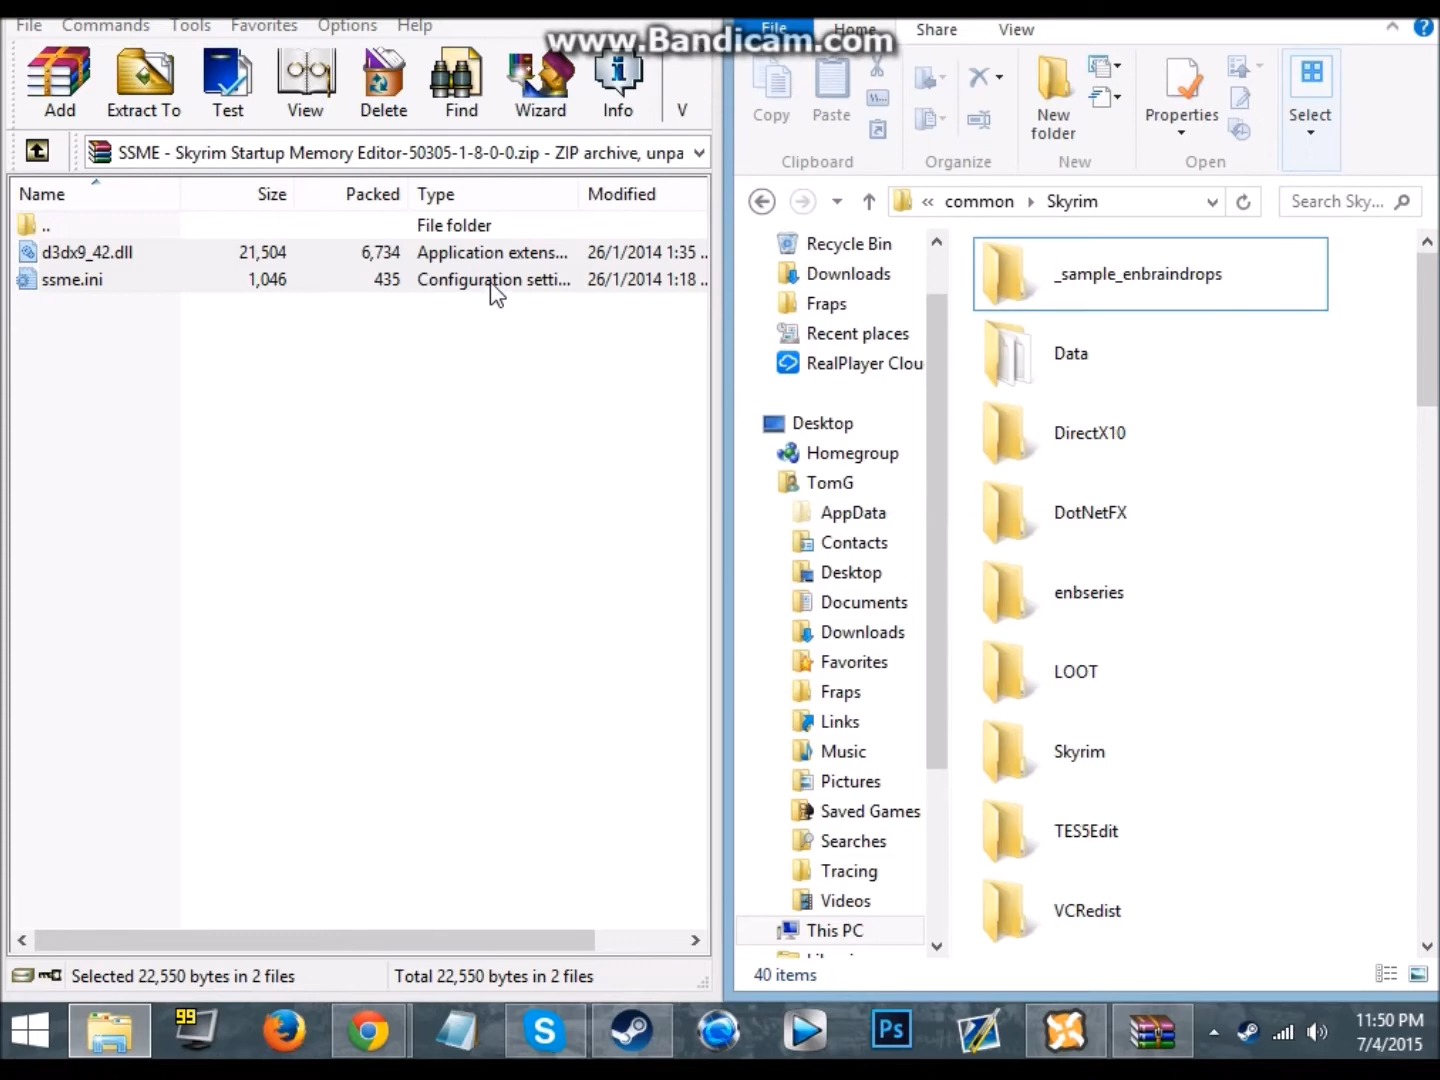 File Commands Tools Favorites Options Help
www.Bandicam.com
File Home Share View
Add Extract To Test View Delete Find Wizard Info V
Copy Paste New folder Properties Select
Clipboard Organize New Open
SSME - Skyrim Startup Memory Editor-50305-1-8-0-0.zip - ZIP archive, unpa
« common Skyrim Search Sky...
Name Size Packed Type Modified
.. File folder
d3dx9_42.dll 21,504 6,734 Application extens... 26/1/2014 1:35 ..
ssme.ini 1,046 435 Configuration setti... 26/1/2014 1:18 ..
Recycle Bin
Downloads
Fraps
Recent places
RealPlayer Clou
Desktop
Homegroup
TomG
AppData
Contacts
Desktop
Documents
Downloads
Favorites
Fraps
Links
Music
Pictures
Saved Games
Searches
Tracing
Videos
This PC
_sample_enbraindrops
Data
DirectX10
DotNetFX
enbseries
LOOT
Skyrim
TES5Edit
VCRedist
Selected 22,550 bytes in 2 files Total 22,550 bytes in 2 files
40 items
99
Ps
11:50 PM
7/4/2015